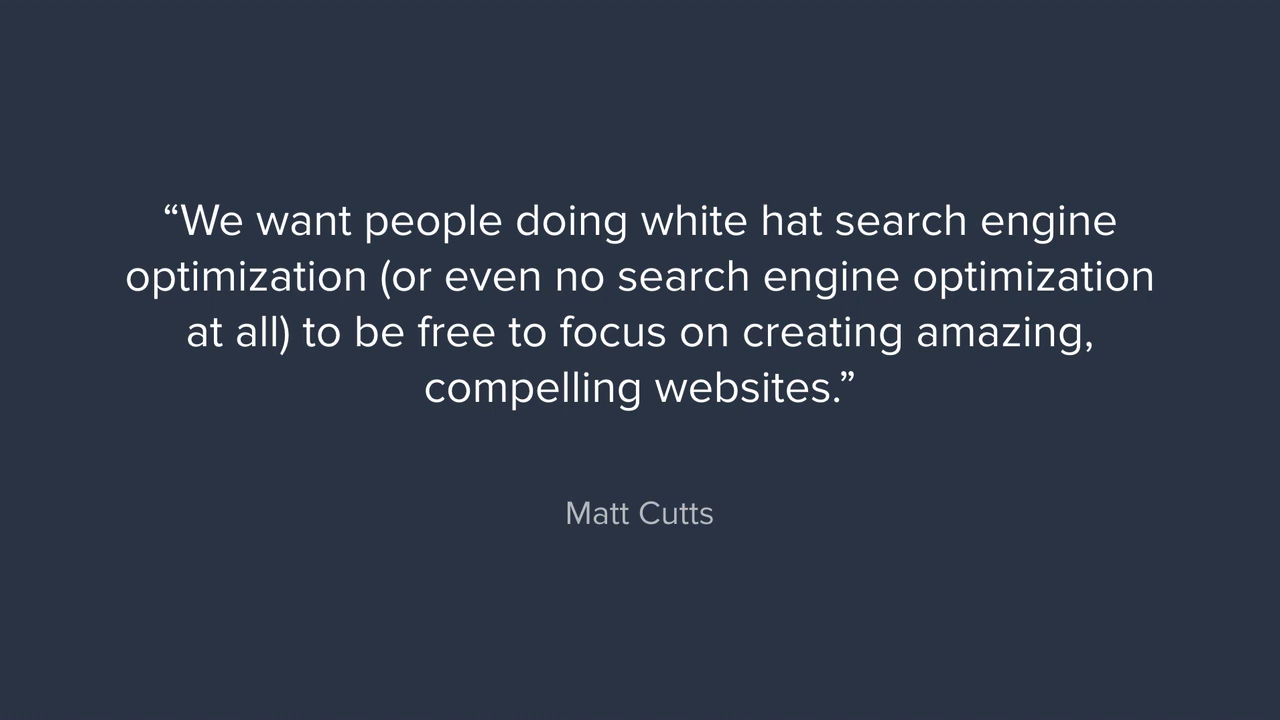 “We want people doing white hat search engine
optimization (or even no search engine optimization
at all) to be free to focus on creating amazing,
compelling websites.”
Matt Cutts